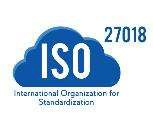 27018
ISO
International Organization for
Standardization